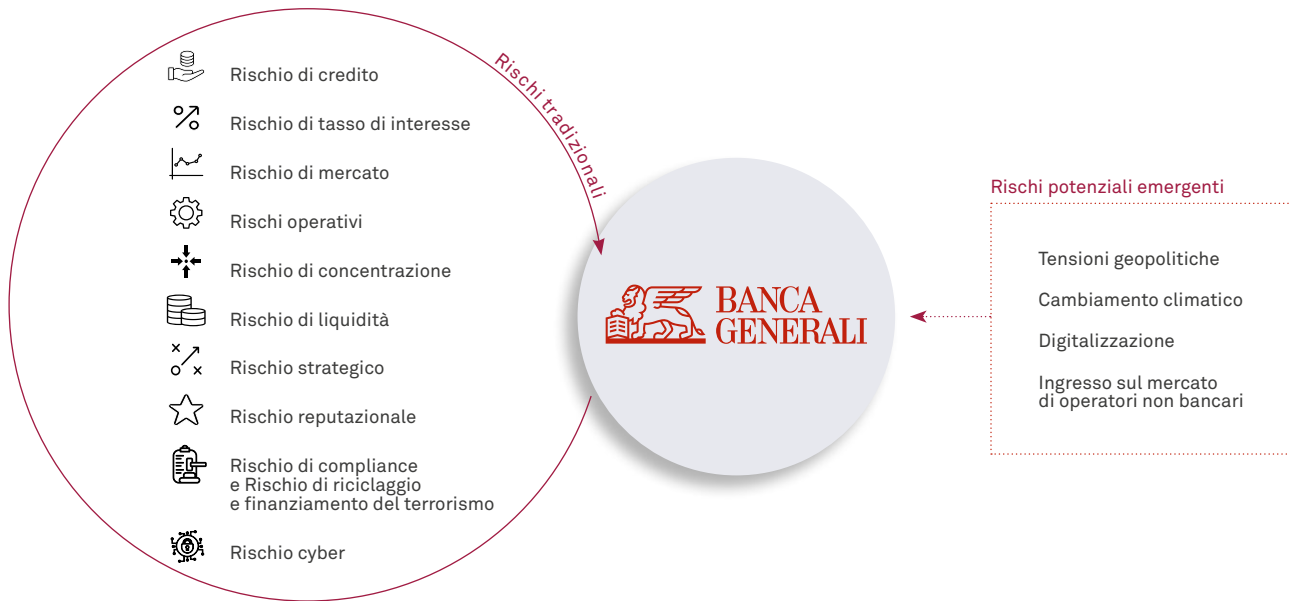 Rischi tradizionali
Rischio di credito
Rischio di tasso di interesse
Rischio di mercato
Rischi operativi
Rischio di concentrazione
Rischio di liquidità
Rischio strategico
Rischio reputazionale
Rischio di compliance
e Rischio di riciclaggio
e finanziamento del terrorismo
Rischio cyber
BANCA
GENERALI
Rischi potenziali emergenti
Tensioni geopolitiche
Cambiamento climatico
Digitalizzazione
Ingresso sul mercato
di operatori non bancari